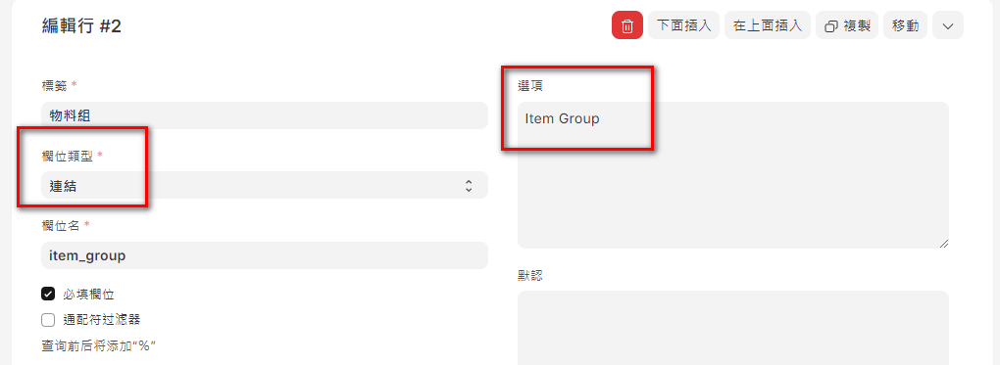 編輯行 #2
下面插入
在上面插入
複製
移動
標籤
物料組
欄位類型 *
連結
欄位名 *
item_group
必填欄位
通配符过滤器
查询前后将添加“%”
選項
Item Group
默認